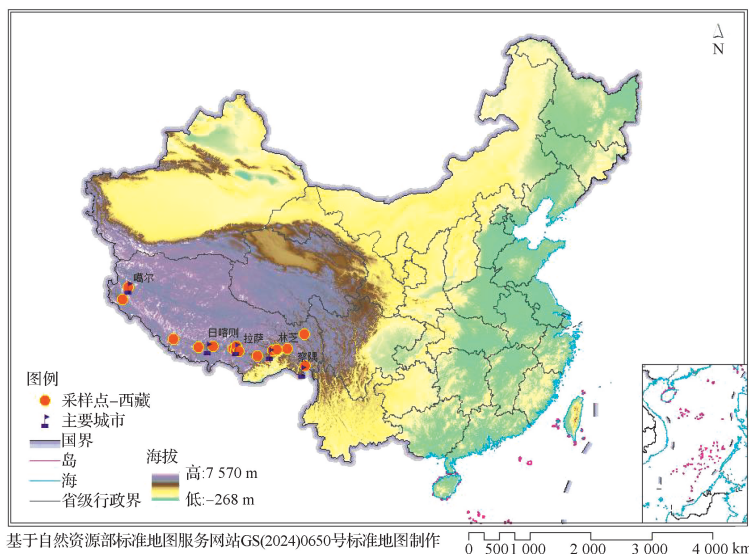 N
噶尔
日喀则
拉萨
林芝
察隅
图例
采样点-西藏
主要城市
国界
岛
海
省级行政界
海拔
高:7 570 m
低:-268 m
基于自然资源部标准地图服务网站GS(2024)0650号标准地图制作
0 500 1 000 2 000 3 000 4 000 km